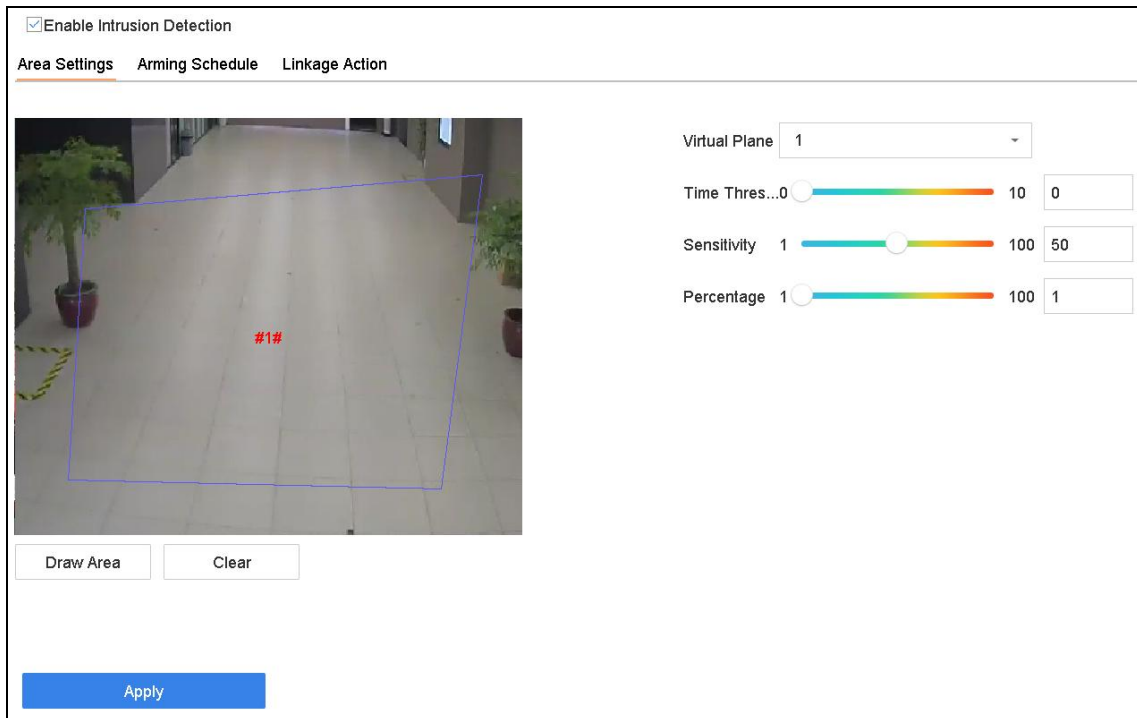 Enable Intrusion Detection
Area Settings Arming Schedule Linkage Action
Virtual Plane 1
Time Thres...0 10 0
Sensitivity 1 100 50
Percentage 1 100 1
#1#
Draw Area Clear
Apply